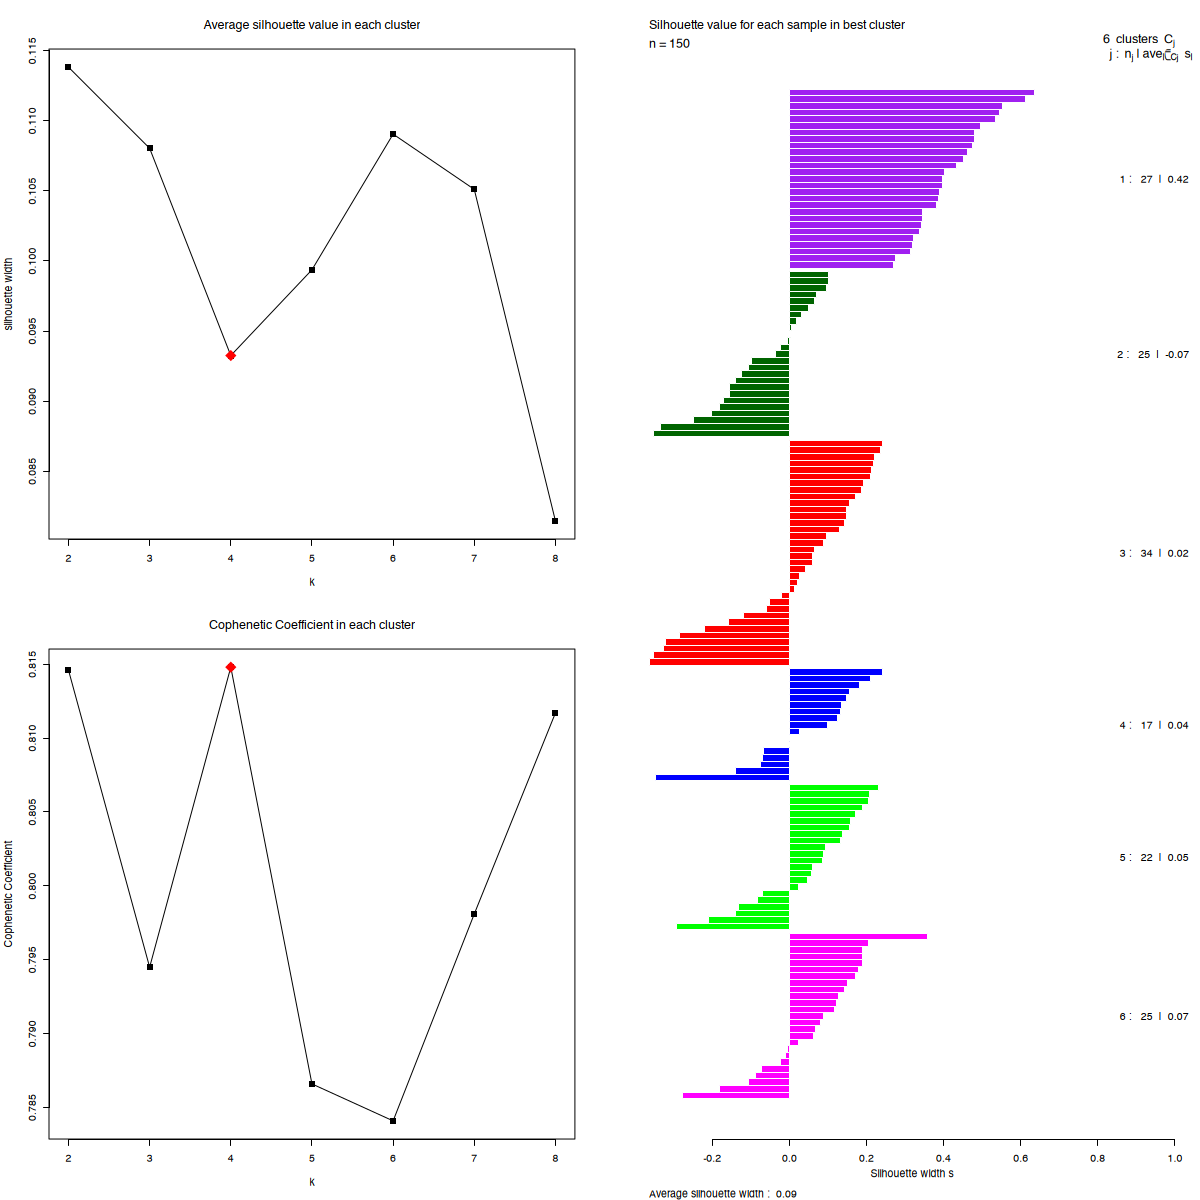 Average silhouette value in each cluster
0.115
0.110
0.105
0.100
0.095
0.090
0.085
silhouette width
2 3 4 5 6 7 8
k
Cophenetic Coefficient in each cluster
0.815
0.810
0.805
0.800
0.795
0.790
0.785
Cophenetic Coefficient
2 3 4 5 6 7 8
k
Silhouette value for each sample in best cluster
n = 150
6 clusters Cj
j : nj | avei∈Cj si
1 : 27 | 0.42
2 : 25 | -0.07
3 : 34 | 0.02
4 : 17 | 0.04
5 : 22 | 0.05
6 : 25 | 0.07
-0.2 0.0 0.2 0.4 0.6 0.8 1.0
Silhouette width s
Average silhouette width : 0.09